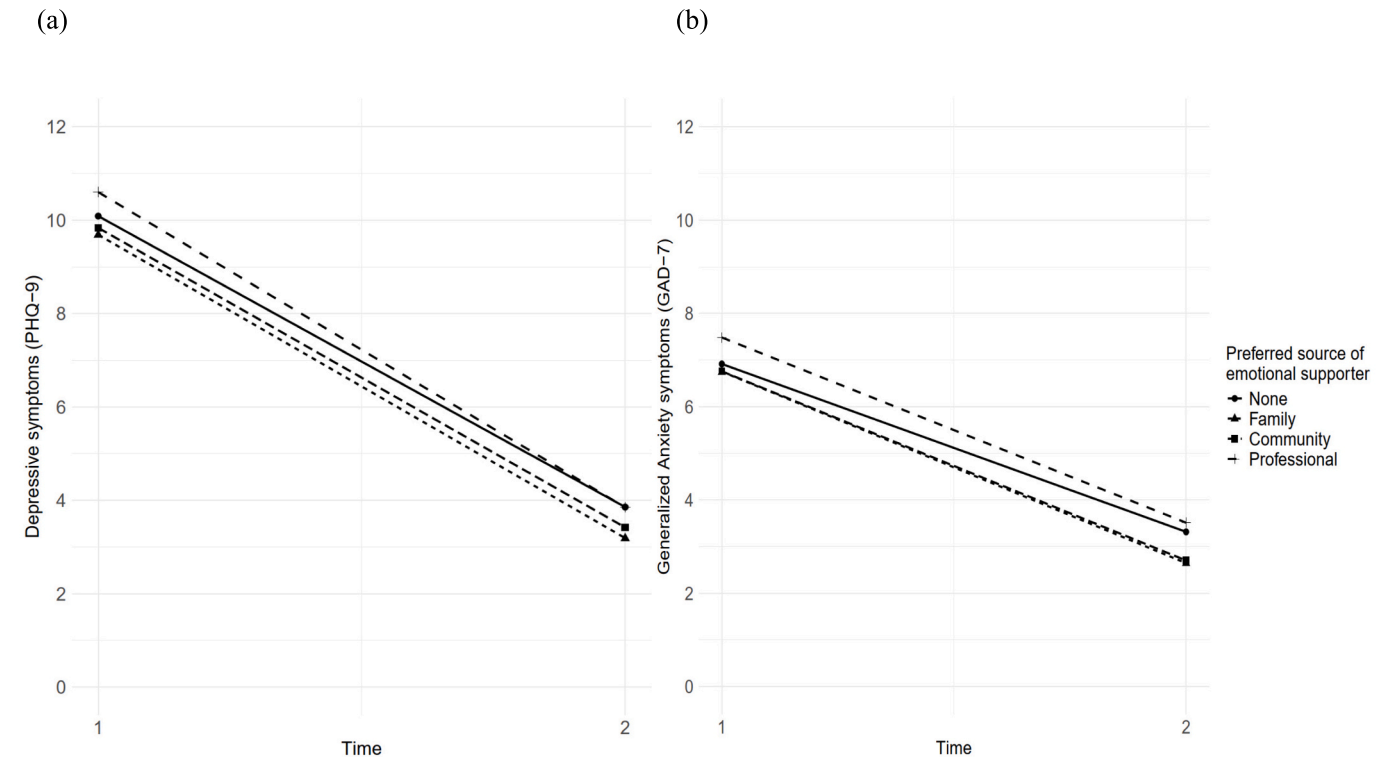 (a)
(b)
Depressive symptoms (PHQ−9)
12
10
8
6
4
2
0
1
2
Time
Generalized Anxiety symptoms (GAD−7)
12
10
8
6
4
2
0
1
2
Time
Preferred source of
emotional supporter
None
Family
Community
Professional